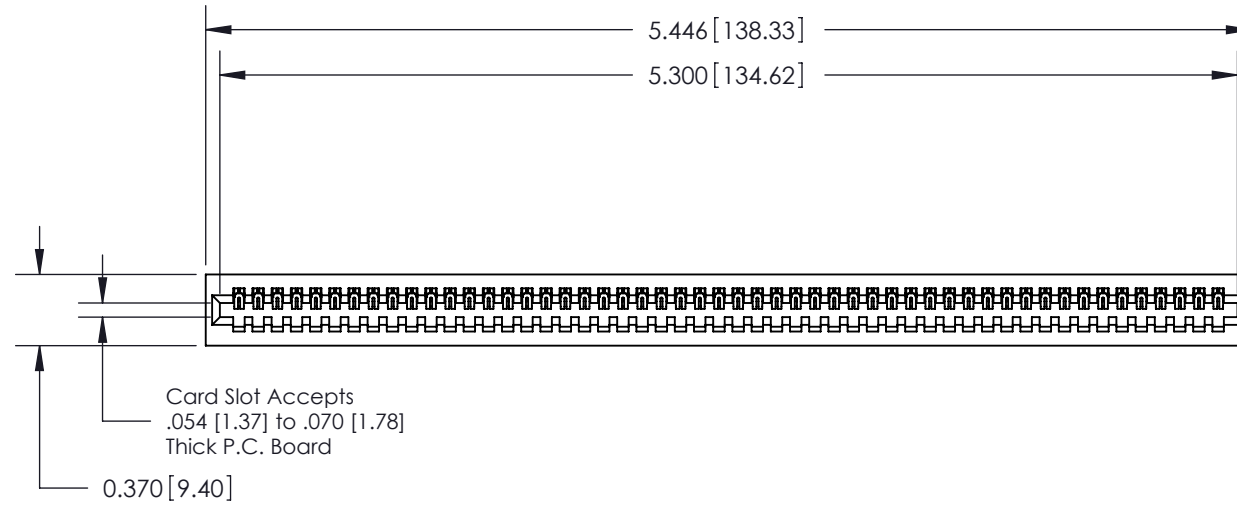 5.446 [138.33]
5.300 [134.62]
Card Slot Accepts
.054 [1.37] to .070 [1.78]
Thick P.C. Board
0.370 [9.40]